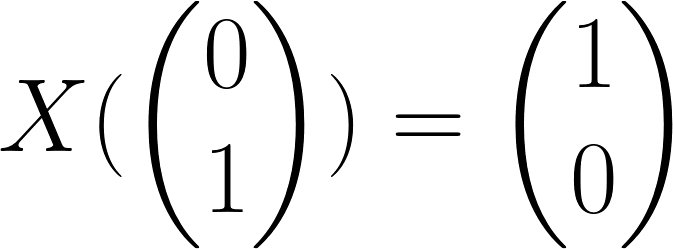 X(\begin{pmatrix} 0 \\ 1 \end{pmatrix}) = \begin{pmatrix} 1 \\ 0 \end{pmatrix}